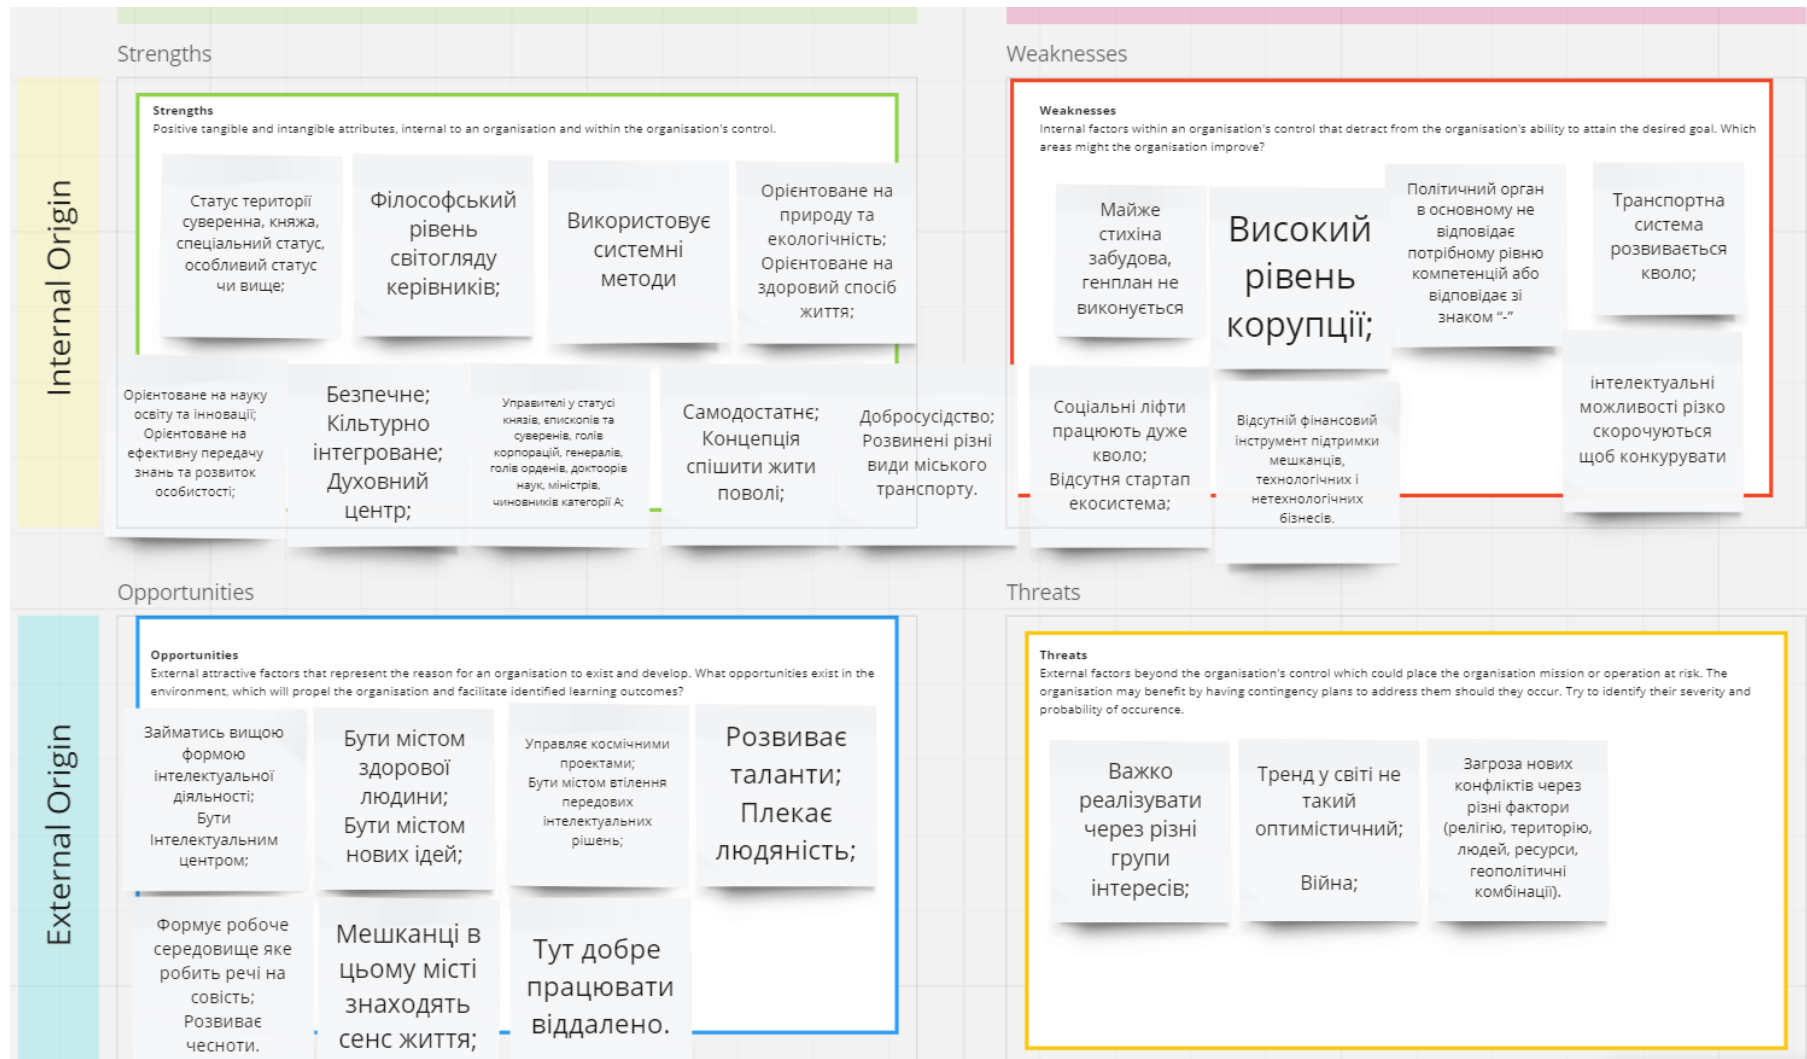 Strengths
Weaknesses
Internal Origin
Strengths
Positive tangible and intangible attributes, internal to an organisation and within the organisation's control.
Статус території
суверенна, княжа,
спеціальний статус,
особливий статус
чи вище;
Філософський
рівень
світогляду
керівників;
Використовує
системні
методи
Орієнтоване на
природу та
екологічність;
Орієнтоване на
здоровий спосіб
життя;
Орієнтоване на науку
освіту та інновації;
Орієнтоване на
ефективну передачу
знань та розвиток
особистості;
Безпечне;
Кільтурно
інтегроване;
Духовний
центр;
Управителі у статусі
князів, єпископів та
суверенів, голів
корпорацій, генералів,
голів орденів, доктоорів
наук, міністрів,
чиновників категорії А;
Самодостатнє;
Концепція
спішити жити
поволі;
Добросусідство;
Розвинені різні
види міського
транспорту.
Weaknesses
Internal factors within an organisation's control that detract from the organisation's ability to attain the desired goal. Which
areas might the organisation improve?
Майже
стихіна
забудова,
генплан не
виконується
Високий
рівень
корупції;
Політичний орган
в основному не
відповідає
потрібному рівню
компетенцій або
відповідає зі
знаком “-”
Транспортна
система
розвивається
кволо;
Соціальні ліфти
працюють дуже
кволо;
Відсутня стартап
екосистема;
Відсутній фінансовий
інструмент підтримки
мешканців,
технологічних і
нетехнологічних
бізнесів.
інтелектуальні
можливості різко
скорочуються
щоб конкурувати
Opportunities
Threats
External Origin
Opportunities
External attractive factors that represent the reason for an organisation to exist and develop. What opportunities exist in the
environment, which will propel the organisation and facilitate identified learning outcomes?
Займатись вищою
формою
інтелектуальної
діяльності;
Бути
Інтелектуальним
центром;
Бути містом
здорової
людини;
Бути містом
нових ідей;
Управляє космічними
проектами;
Бути містом втілення
передових
інтелектуальних
рішень;
Розвиває
таланти;
Плекає
людяність;
Формує робоче
середовище яке
робить речі на
совість;
Розвиває
чесноти.
Мешканці в
цьому місті
знаходять
сенс життя;
Тут добре
працювати
віддалено.
Threats
External factors beyond the organisation's control which could place the organisation mission or operation at risk. The
organisation may benefit by having contingency plans to address them should they occur. Try to identify their severity and
probability of occurence.
Важко
реалізувати
через різні
групи
інтересів;
Тренд у світі не
такий
оптимістичний;
Війна;
Загроза нових
конфліктів через
різні фактори
(релігію, територію,
людей, ресурси,
геополітичні
комбінації).